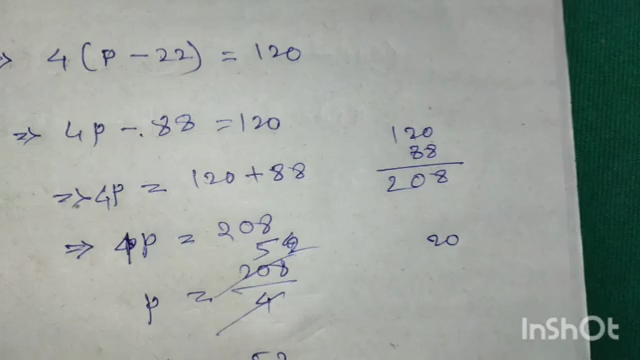 ⇒ 4(p - 22) = 120
⇒ 4p - 88 = 120
⇒ 4p = 120 + 88
120
88
208
⇒ 4p = 208
20
52
p = 208/4
52
InShOt